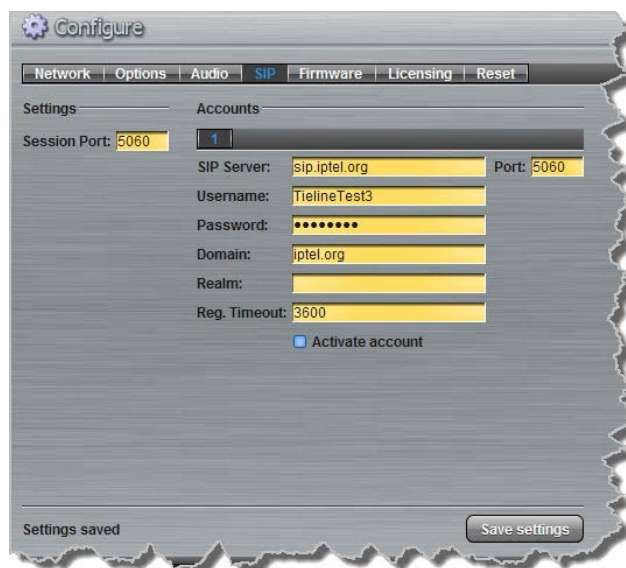 Configure
Network Options Audio SIP Firmware Licensing Reset
Settings
Session Port: 5060
Accounts
1
SIP Server: sip.iptel.org Port: 5060
Username: TielineTest3
Password: ••••••••
Domain: iptel.org
Realm:
Reg. Timeout: 3600
Activate account
Settings saved
Save settings